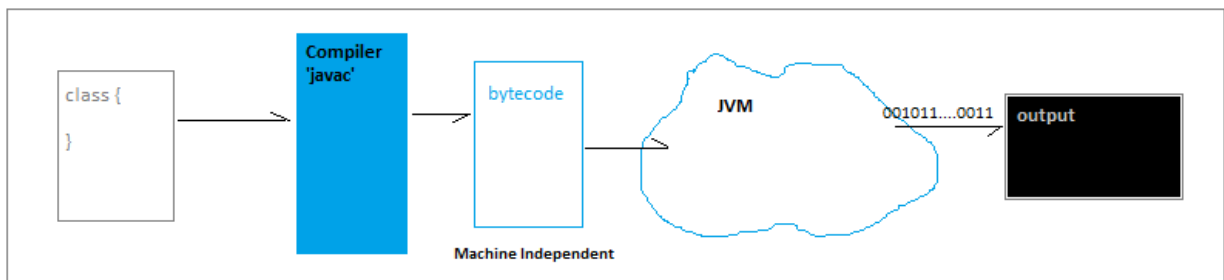 class {
}
Compiler
'javac'
bytecode
Machine Independent
JVM
001011....0011
output